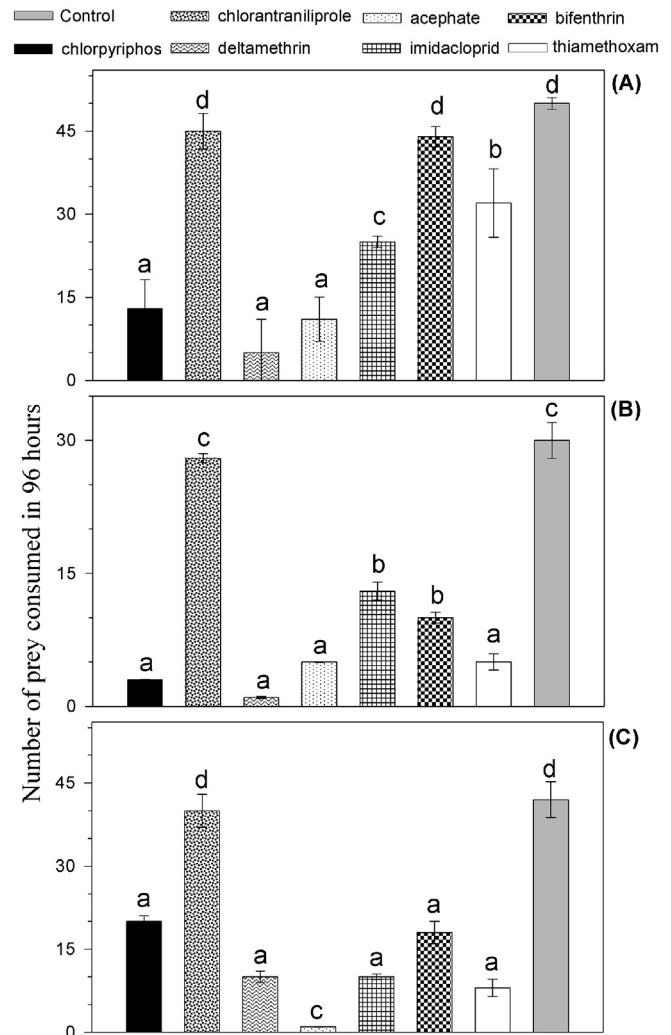 Control chlorantraniliprole acephate bifenthrin
chlorpyriphos deltamethrin imidacloprid thiamethoxam
Number of prey consumed in 96 hours
(A)
45
30
15
0
a d a a c d b d
(B)
30
15
0
a c a a b b a c
(C)
45
30
15
0
a d a c a a a d